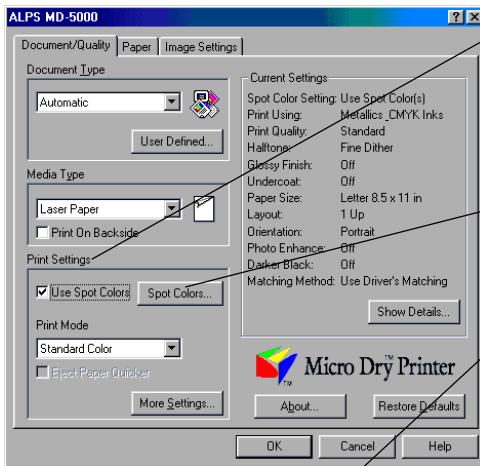 ALPS MD-5000
Document/Quality
Paper
Image Settings
Document Type
Automatic
User Defined...
Media Type
Laser Paper
Print On Backside
Print Settings
Use Spot Colors
Spot Colors...
Print Mode
Standard Color
Eject Paper Quicker
More Settings...
Current Settings
Spot Color Setting: Use Spot Color(s)
Print Using: Metallics_CMYK Inks
Print Quality: Standard
Halftone: Fine Dither
Glossy Finish: Off
Undercoat: Off
Paper Size: Letter 8.5 x 11 in
Layout: 1 Up
Orientation: Portrait
Photo Enhance: Off
Darker Black: Off
Matching Method: Use Driver's Matching
Show Details...
Micro Dry™ Printer
TM
About...
Restore Defaults
OK
Cancel
Help